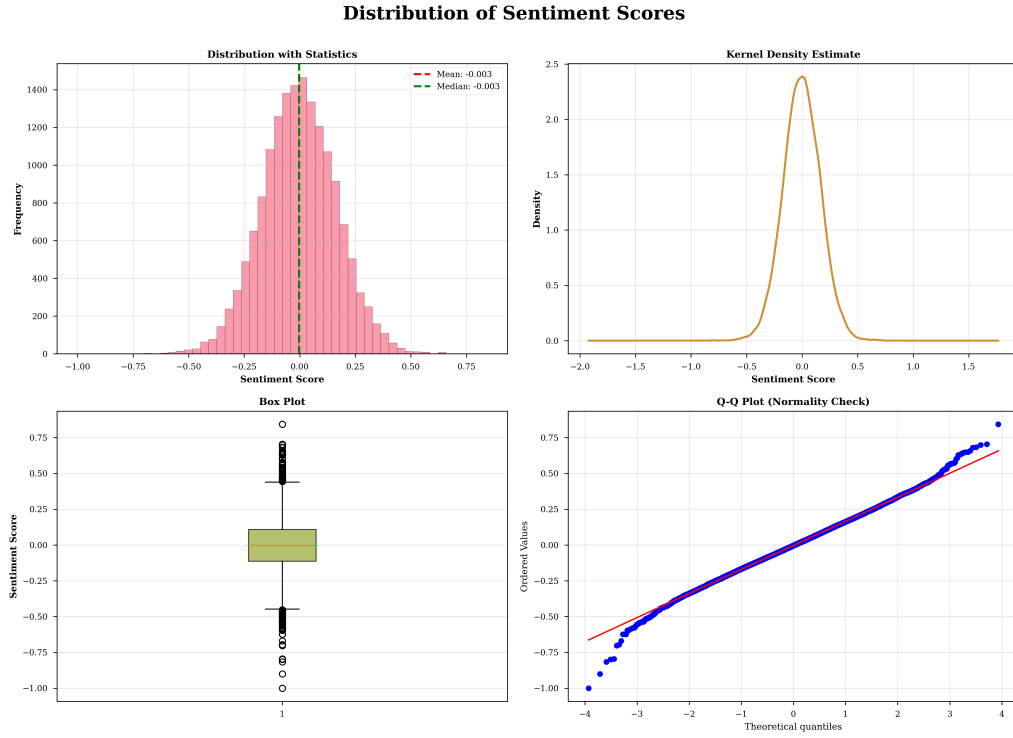 Distribution of Sentiment Scores
Distribution with Statistics
Frequency
1400
1200
1000
800
600
400
200
0
Mean: -0.003
Median: -0.003
−1.00 −0.75 −0.50 −0.25 0.00 0.25 0.50 0.75
Sentiment Score
Kernel Density Estimate
Density
2.5
2.0
1.5
1.0
0.5
0.0
−2.0 −1.5 −1.0 −0.5 0.0 0.5 1.0 1.5
Sentiment Score
Box Plot
Sentiment Score
0.75
0.50
0.25
0.00
−0.25
−0.50
−0.75
−1.00
1
Q-Q Plot (Normality Check)
Ordered Values
0.75
0.50
0.25
0.00
−0.25
−0.50
−0.75
−1.00
−4 −3 −2 −1 0 1 2 3 4
Theoretical quantiles